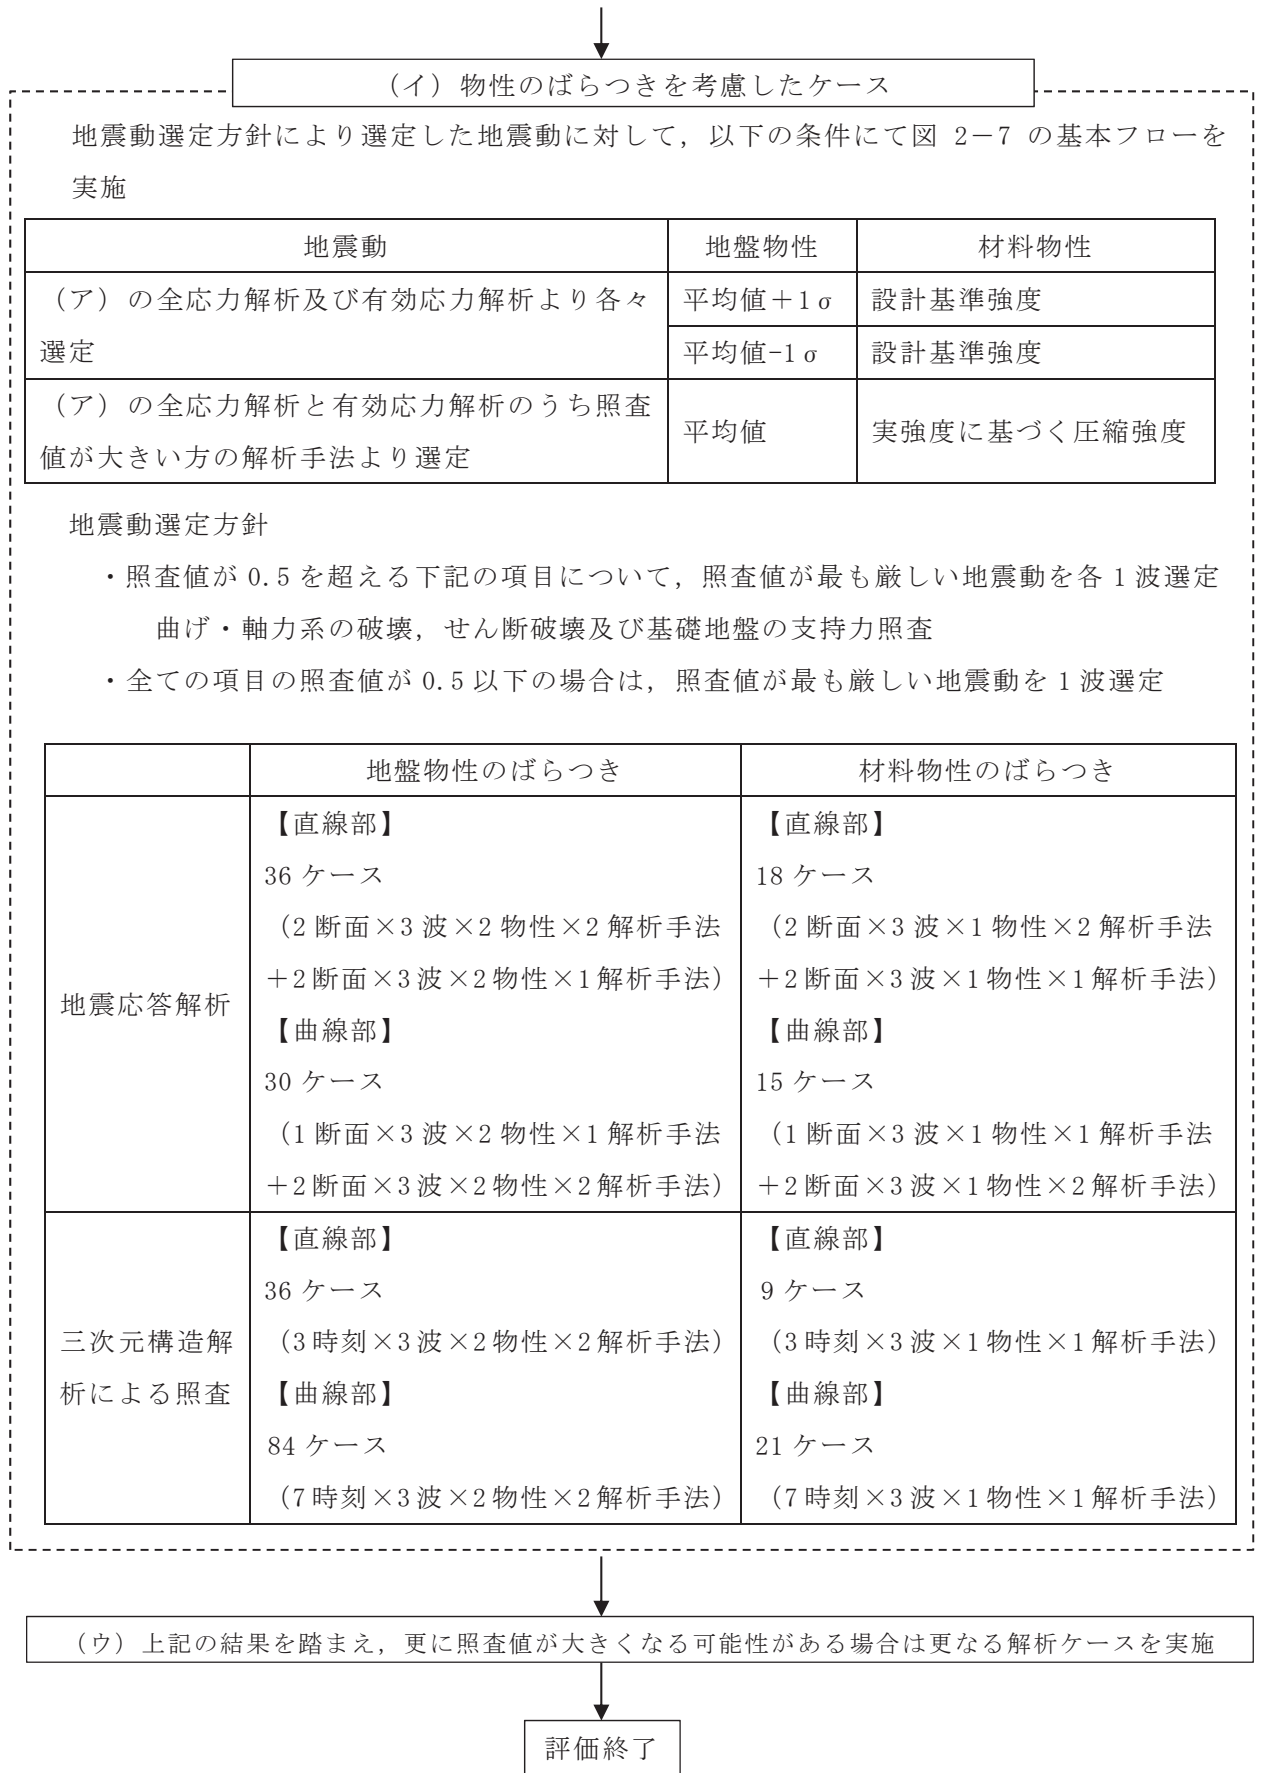 （イ）物性のばらつきを考慮したケース
地震動選定方針により選定した地震動に対して，以下の条件にて図 2－7 の基本フローを
実施
地震動
地盤物性
材料物性
（ア）の全応力解析及び有効応力解析より各々
選定
平均値＋1σ
設計基準強度
平均値-1σ
設計基準強度
（ア）の全応力解析と有効応力解析のうち照査
値が大きい方の解析手法より選定
平均値
実強度に基づく圧縮強度
地震動選定方針
・照査値が 0.5 を超える下記の項目について，照査値が最も厳しい地震動を各 1 波選定
曲げ・軸力系の破壊，せん断破壊及び基礎地盤の支持力照査
・全ての項目の照査値が 0.5 以下の場合は，照査値が最も厳しい地震動を 1 波選定
地盤物性のばらつき
材料物性のばらつき
地震応答解析
【直線部】
36 ケース
（2 断面×3 波×2 物性×2 解析手法
＋2 断面×3 波×2 物性×1 解析手法）
【曲線部】
30 ケース
（1 断面×3 波×2 物性×1 解析手法
＋2 断面×3 波×2 物性×2 解析手法）
【直線部】
18 ケース
（2 断面×3 波×1 物性×2 解析手法
＋2 断面×3 波×1 物性×1 解析手法）
【曲線部】
15 ケース
（1 断面×3 波×1 物性×1 解析手法
＋2 断面×3 波×1 物性×2 解析手法）
三次元構造解
析による照査
【直線部】
36 ケース
（3 時刻×3 波×2 物性×2 解析手法）
【曲線部】
84 ケース
（7 時刻×3 波×2 物性×2 解析手法）
【直線部】
9 ケース
（3 時刻×3 波×1 物性×1 解析手法）
【曲線部】
21 ケース
（7 時刻×3 波×1 物性×1 解析手法）
（ウ）上記の結果を踏まえ，更に照査値が大きくなる可能性がある場合は更なる解析ケースを実施
評価終了